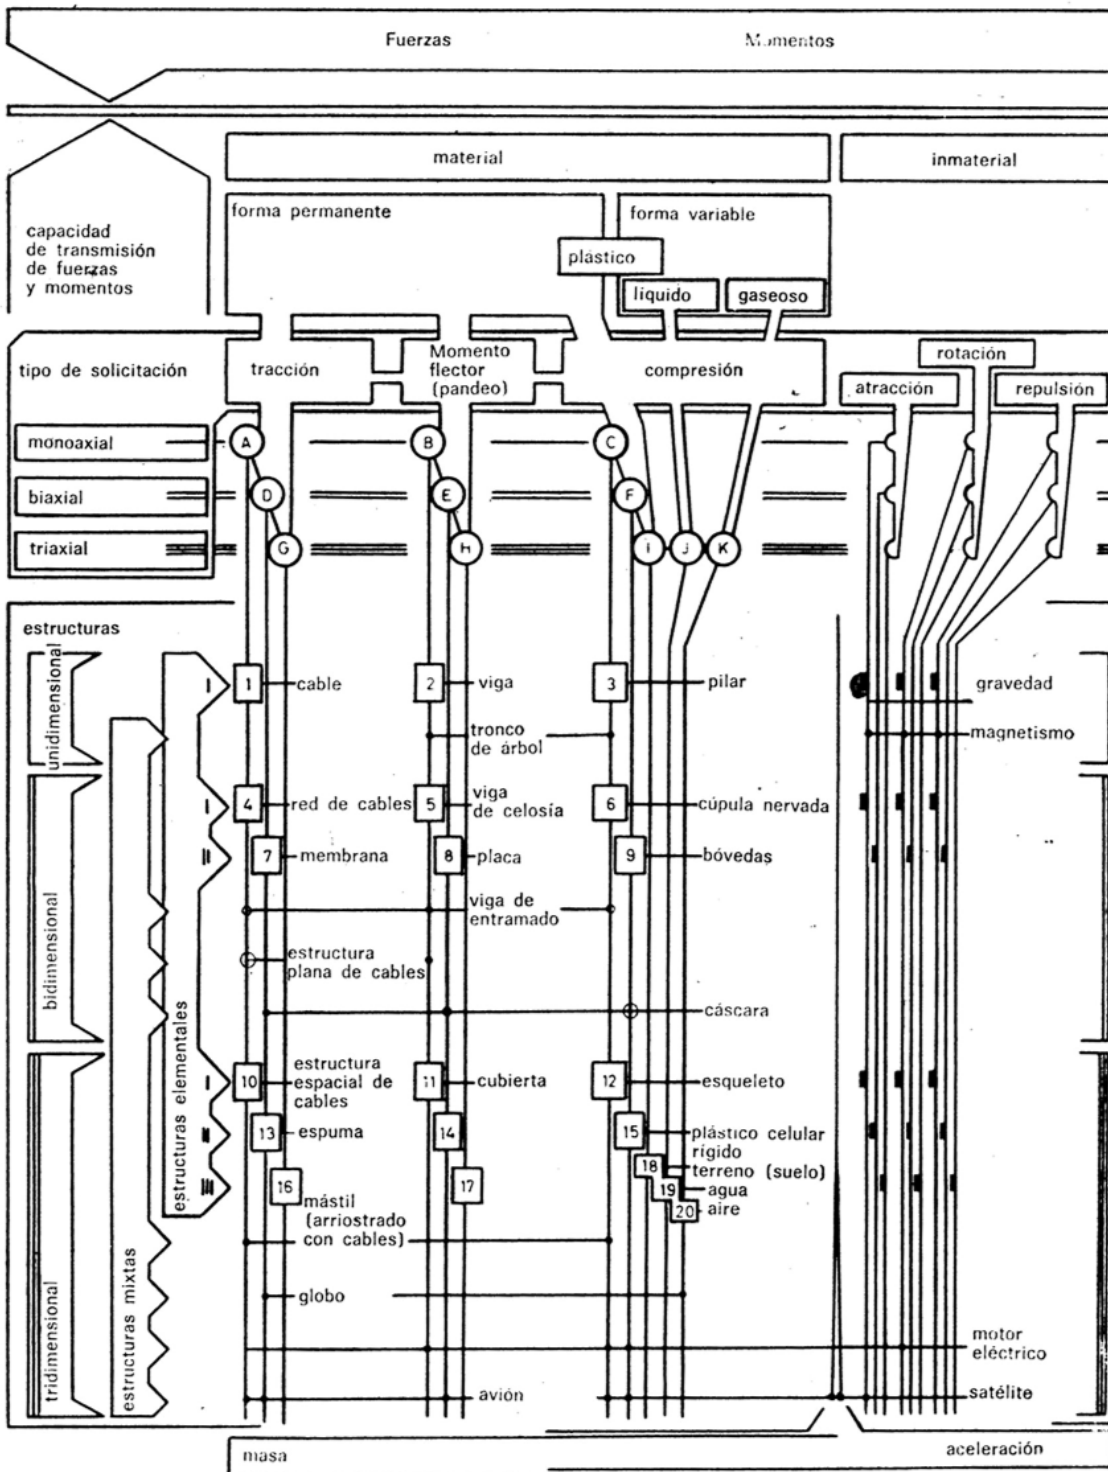 Fuerzas
Momentos
material
inmaterial
forma permanente
forma variable
capacidad
de transmisión
de fuerzas
y momentos
plástico
líquido
gaseoso
tipo de solicitación
tracción
Momento
flector
(pandeo)
compresión
rotación
atracción
repulsión
monoaxial
A
B
C
biaxial
D
E
F
triaxial
G
H
I
J
K
estructuras
unidimensional
I
1
cable
2
viga
3
pilar
gravedad
tronco
de árbol
magnetismo
bidimensional
I
4
red de cables
5
viga
de celosía
6
cúpula nervada
II
7
membrana
8
placa
9
bóvedas
viga de
entramado
estructura
plana de cables
cáscara
estructuras elementales
tridimensional
estructuras mixtas
I
10
estructura
espacial de
cables
11
cubierta
12
esqueleto
II
13
espuma
14
15
plástico celular
rígido
III
16
17
18
terreno (suelo)
19
agua
20
aire
mástil
(arriostrado
con cables)
globo
motor
eléctrico
avión
satélite
masa
aceleración